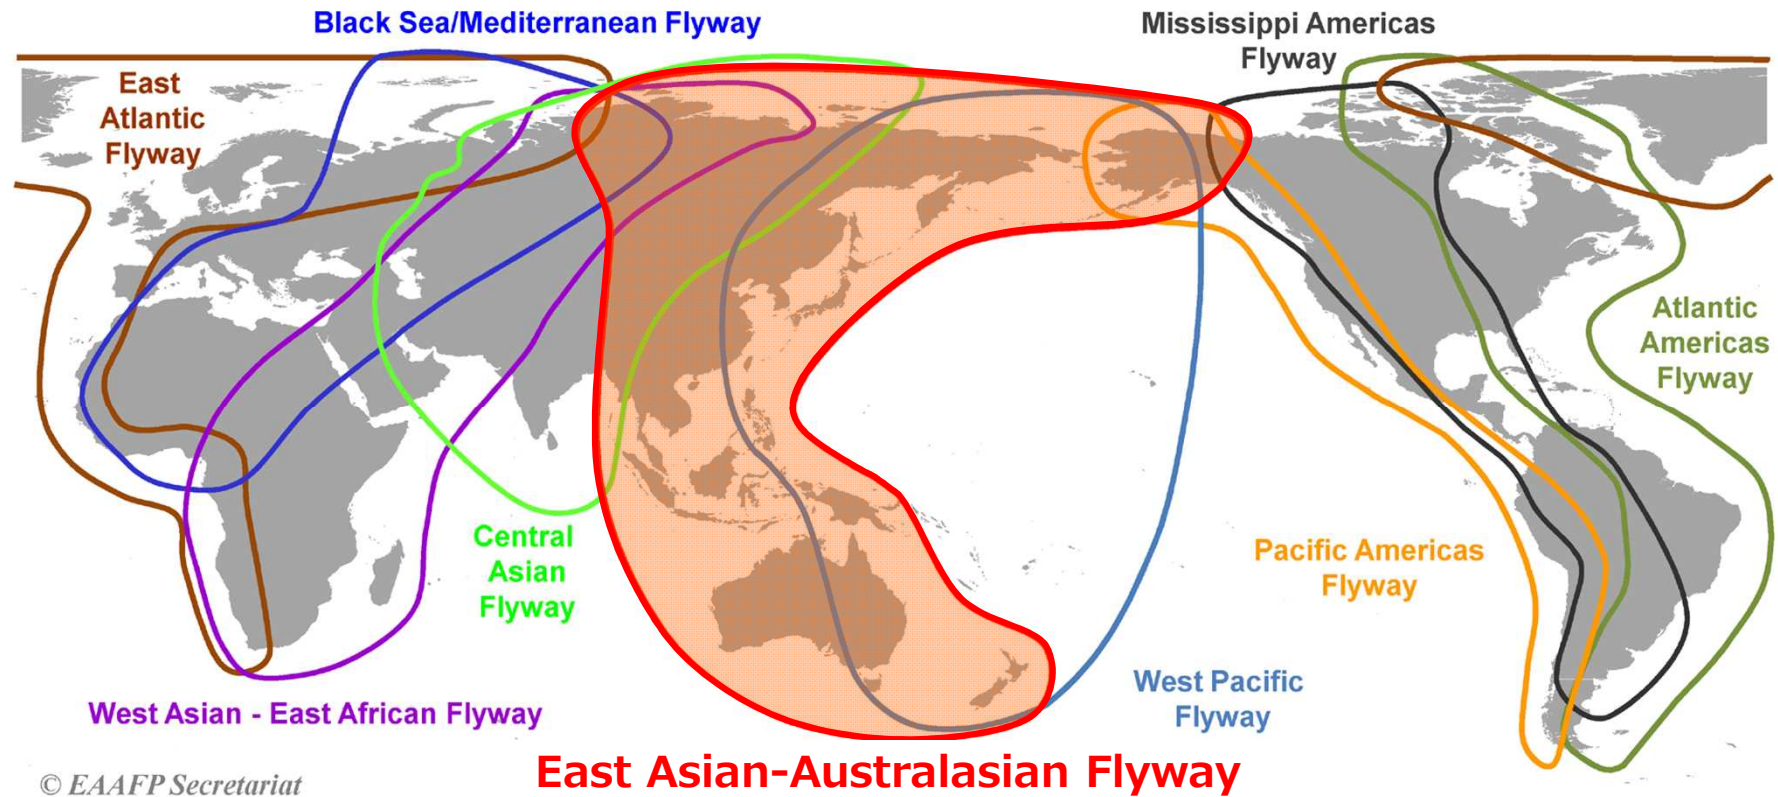 Black Sea/Mediterranean Flyway
Mississippi Americas
Flyway
East
Atlantic
Flyway
Atlantic
Americas
Flyway
Central
Asian
Flyway
Pacific Americas
Flyway
West Pacific
Flyway
West Asian - East African Flyway
East Asian-Australasian Flyway
© EAAFP Secretariat